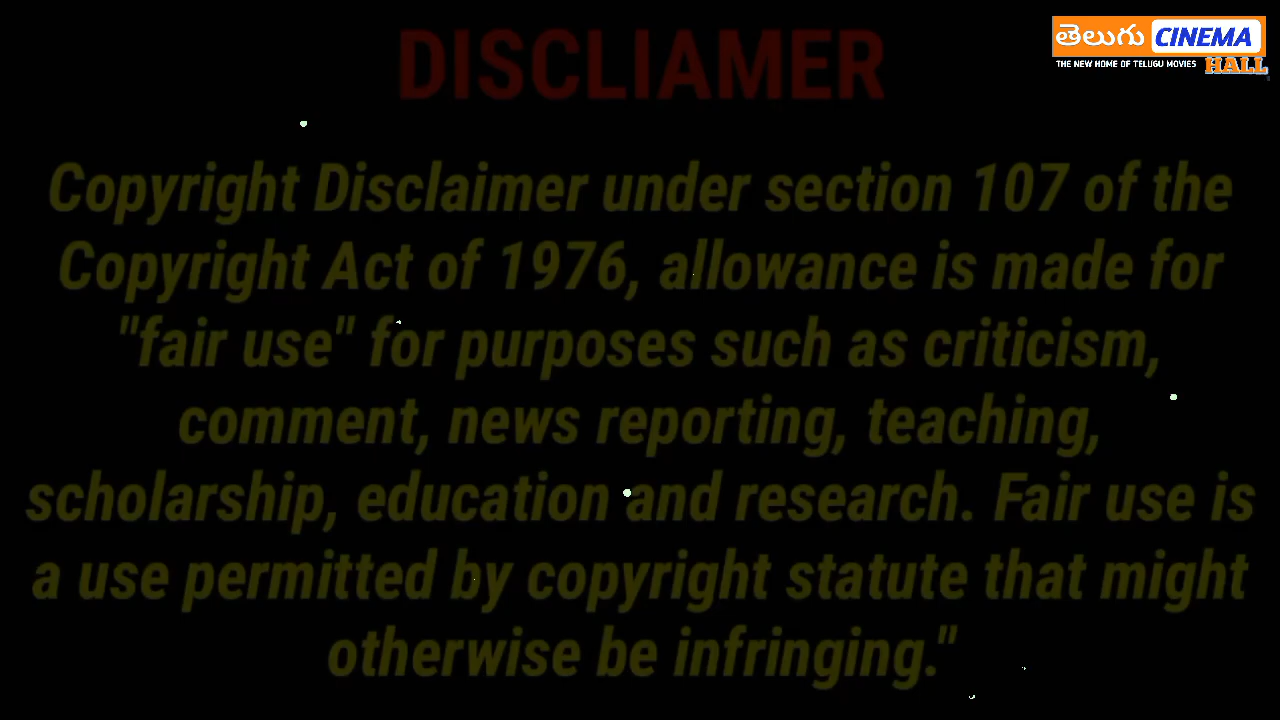 తెలుగు CINEMA
THE NEW HOME OF TELUGU MOVIES HALL
DISCLIAMER
Copyright Disclaimer under section 107 of the
Copyright Act of 1976, allowance is made for
"fair use" for purposes such as criticism,
comment, news reporting, teaching,
scholarship, education and research. Fair use is
a use permitted by copyright statute that might
otherwise be infringing."